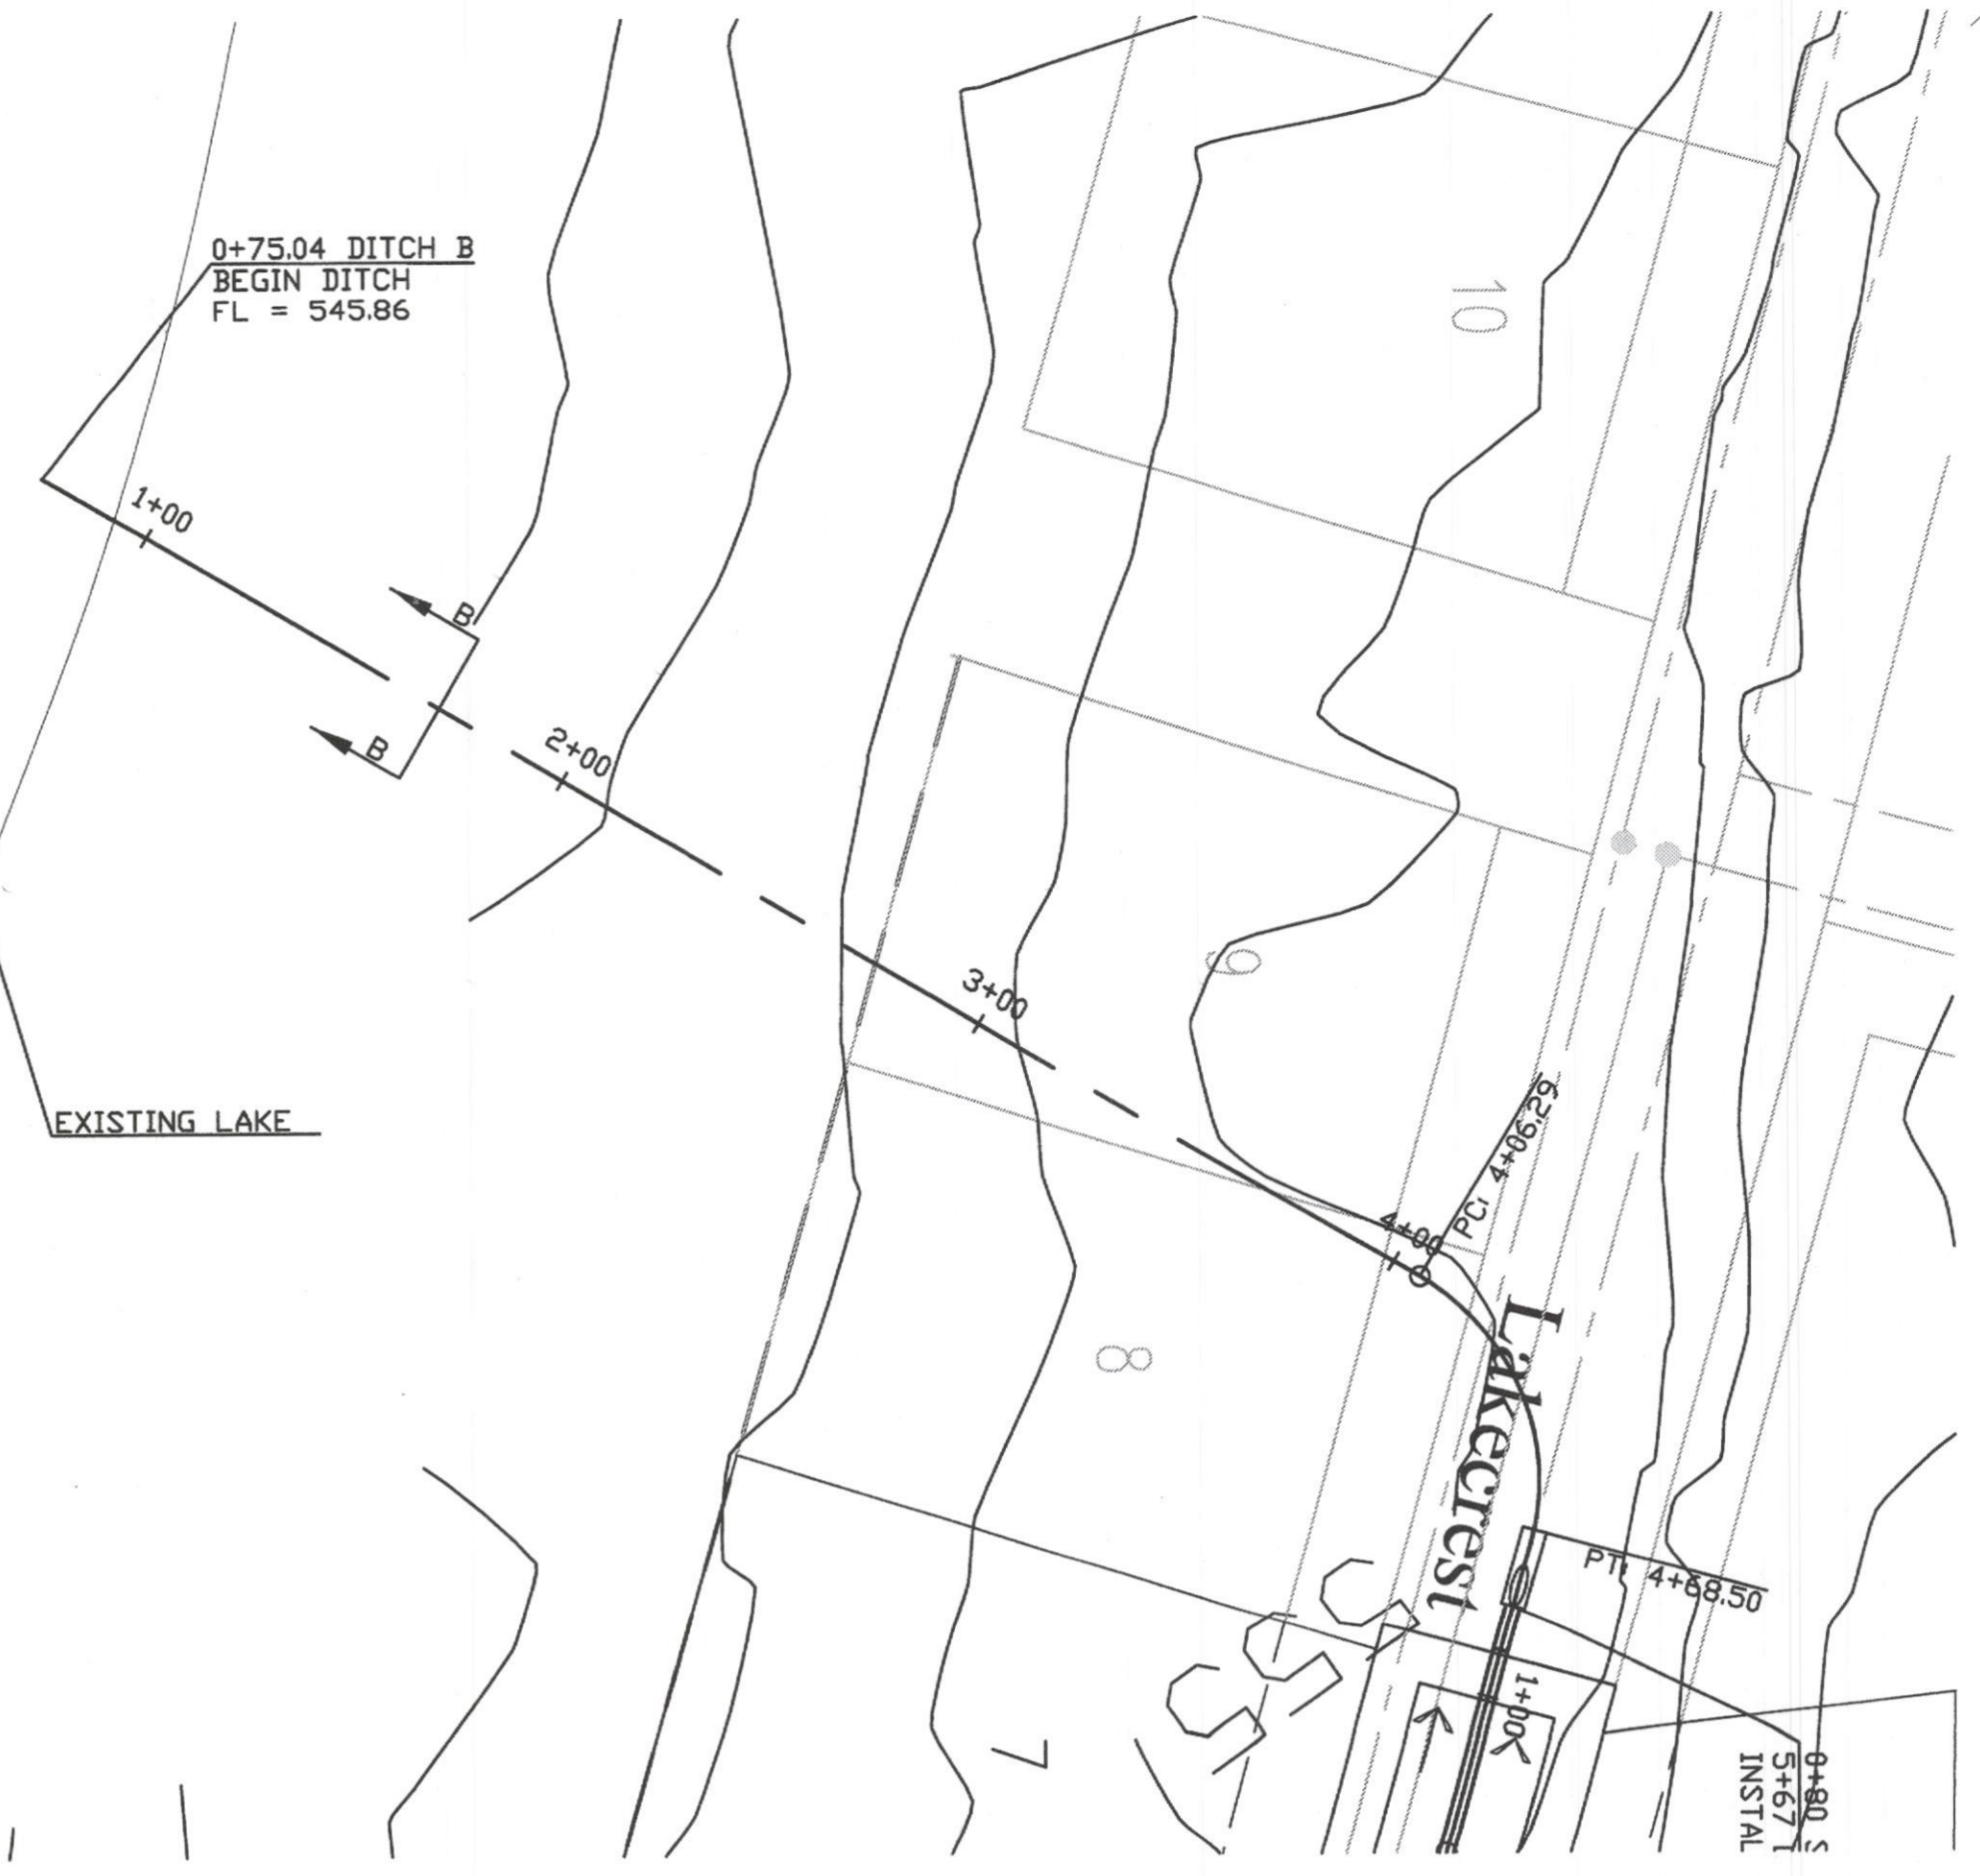 0+75.04 DITCH B
BEGIN DITCH
FL = 545.86
10
1+00
B
B
2+00
9
3+00
EXISTING LAKE
PC: 4+06.29
4+00
8
Lakecrest
PT: 4+68.50
1+00
7
0+80 S
5+67
INSTAL